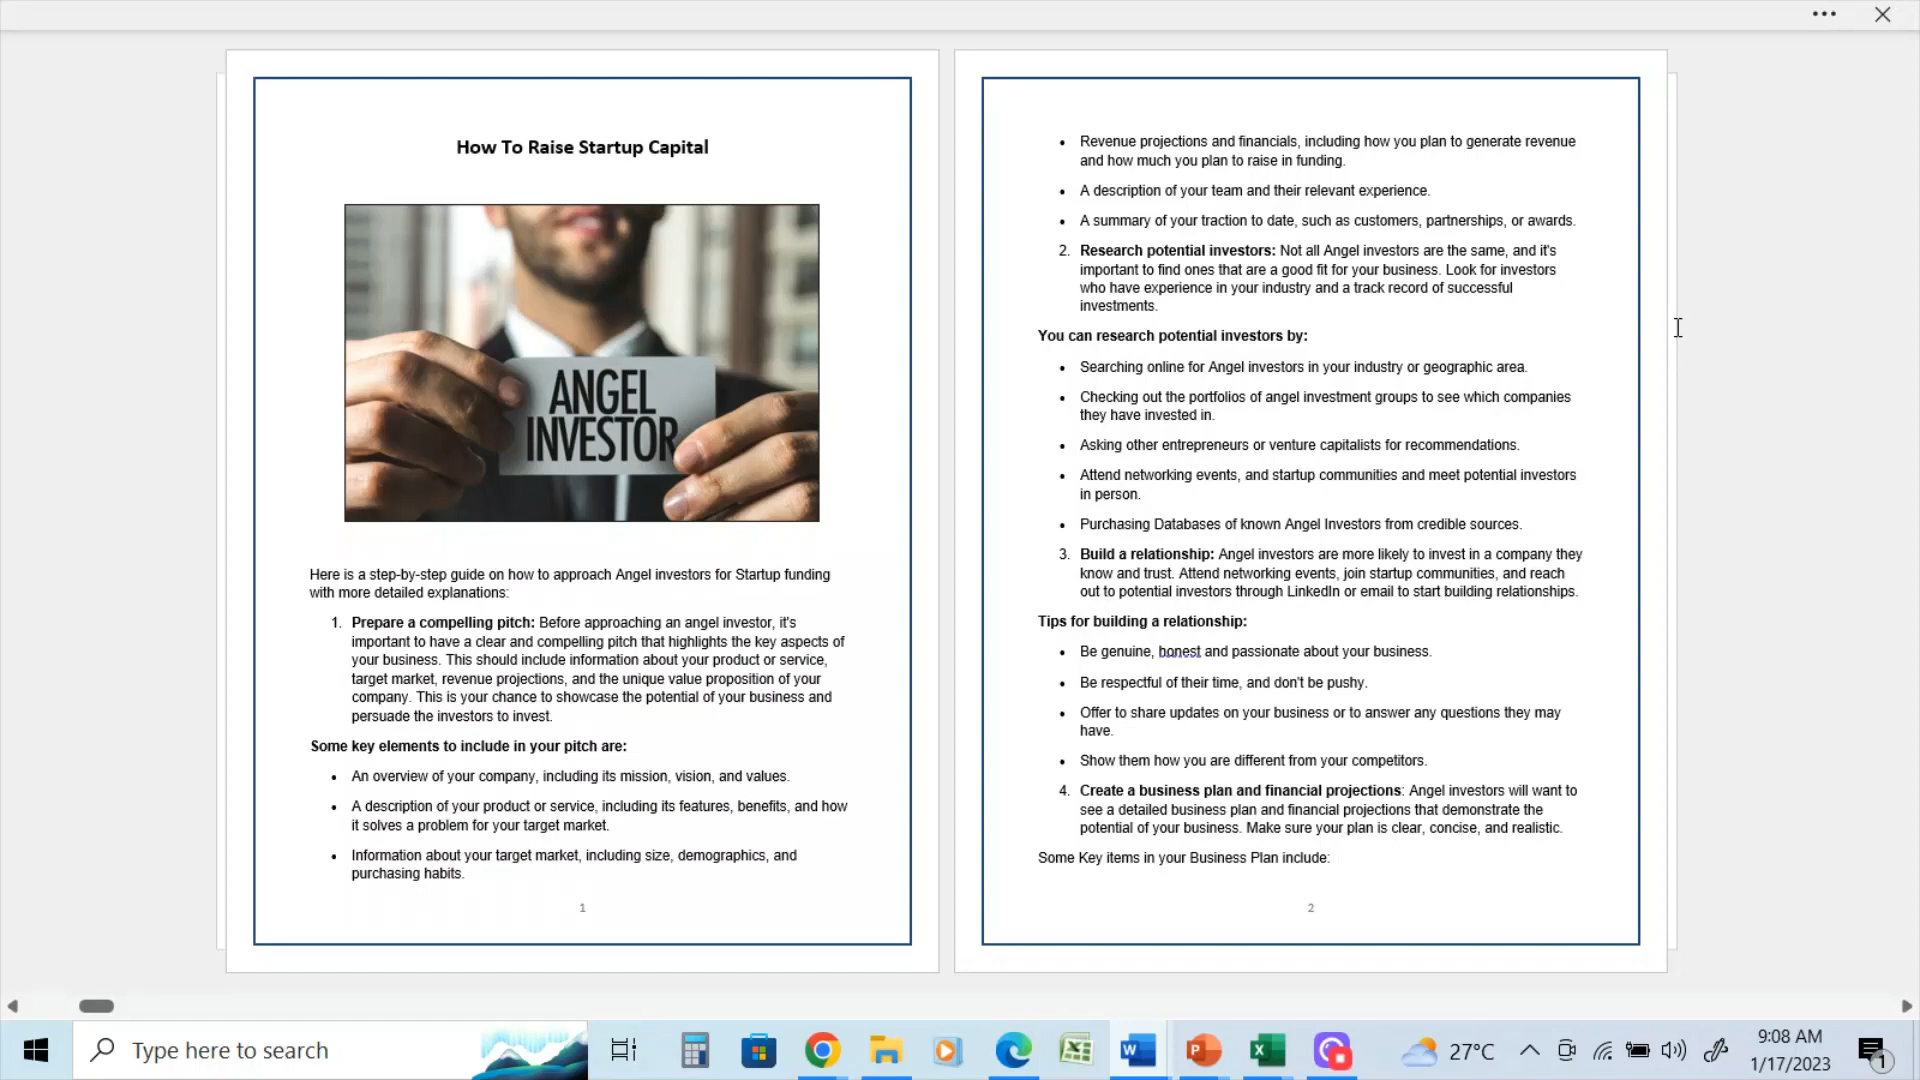 How To Raise Startup Capital
ANGEL
INVESTOR
Here is a step-by-step guide on how to approach Angel investors for Startup funding
with more detailed explanations:
1. Prepare a compelling pitch: Before approaching an angel investor, it's
important to have a clear and compelling pitch that highlights the key aspects of
your business. This should include information about your product or service,
target market, revenue projections, and the unique value proposition of your
company. This is your chance to showcase the potential of your business and
persuade the investors to invest.
Some key elements to include in your pitch are:
• An overview of your company, including its mission, vision, and values.
• A description of your product or service, including its features, benefits, and how
it solves a problem for your target market.
• Information about your target market, including size, demographics, and
purchasing habits.
1
• Revenue projections and financials, including how you plan to generate revenue
and how much you plan to raise in funding.
• A description of your team and their relevant experience.
• A summary of your traction to date, such as customers, partnerships, or awards.
2. Research potential investors: Not all Angel investors are the same, and it's
important to find ones that are a good fit for your business. Look for investors
who have experience in your industry and a track record of successful
investments.
You can research potential investors by:
• Searching online for Angel investors in your industry or geographic area.
• Checking out the portfolios of angel investment groups to see which companies
they have invested in.
• Asking other entrepreneurs or venture capitalists for recommendations.
• Attend networking events, and startup communities and meet potential investors
in person.
• Purchasing Databases of known Angel Investors from credible sources.
3. Build a relationship: Angel investors are more likely to invest in a company they
know and trust. Attend networking events, join startup communities, and reach
out to potential investors through LinkedIn or email to start building relationships.
Tips for building a relationship:
• Be genuine, honest and passionate about your business.
• Be respectful of their time, and don't be pushy.
• Offer to share updates on your business or to answer any questions they may
have.
• Show them how you are different from your competitors.
4. Create a business plan and financial projections: Angel investors will want to
see a detailed business plan and financial projections that demonstrate the
potential of your business. Make sure your plan is clear, concise, and realistic.
Some Key items in your Business Plan include:
2
Type here to search
27°C
9:08 AM
1/17/2023
1